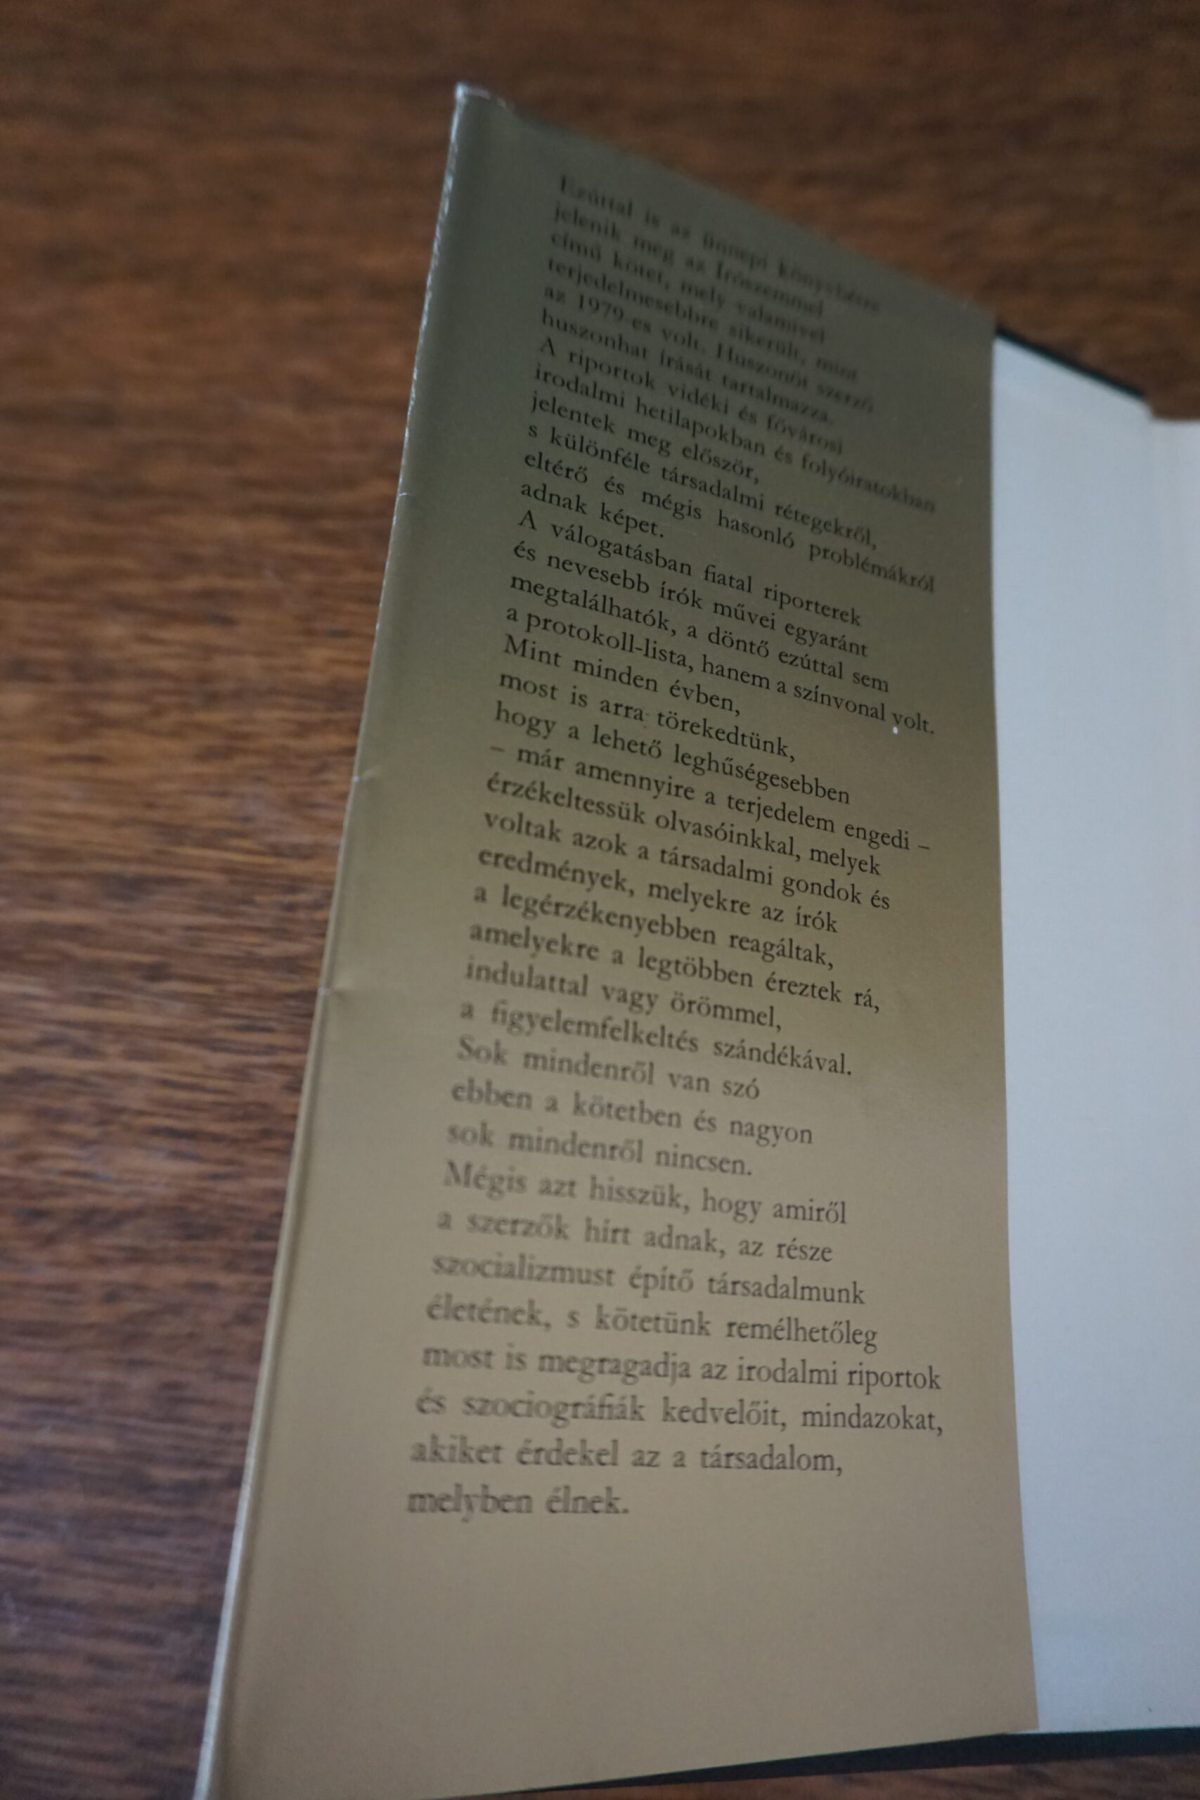 Ezúttal is az ünnepi könyvhétre
jelenik meg az Írószemmel
című kötet, mely valamivel
terjedelmesebbre sikerült, mint
az 1979-es volt. Huszonöt szerző
huszonhat írását tartalmazza.
A riportok vidéki és fővárosi
irodalmi hetilapokban és folyóiratokban
jelentek meg először,
s különféle társadalmi rétegekről,
eltérő és mégis hasonló problémákról
adnak képet.
A válogatásban fiatal riporterek
és nevesebb írók művei egyaránt
megtalálhatók, a döntő ezúttal sem
a protokoll-lista, hanem a színvonal volt.
Mint minden évben,
most is arra törekedtünk,
hogy a lehető leghűségesebben
– már amennyire a terjedelem engedi –
érzékeltessük olvasóinkkal, melyek
voltak azok a társadalmi gondok és
eredmények, melyekre az írók
a legérzékenyebben reagáltak,
amelyekre a legtöbben éreztek rá,
indulattal vagy örömmel,
a figyelemfelkeltés szándékával.
Sok mindenről van szó
ebben a kötetben és nagyon
sok mindenről nincsen.
Mégis azt hisszük, hogy amiről
a szerzők hírt adnak, az része
szocializmust építő társadalmunk
életének, s kötetünk remélhetőleg
most is megragadja az irodalmi riportok
és szociográfiák kedvelőit, mindazokat,
akiket érdekel az a társadalom,
melyben élnek.